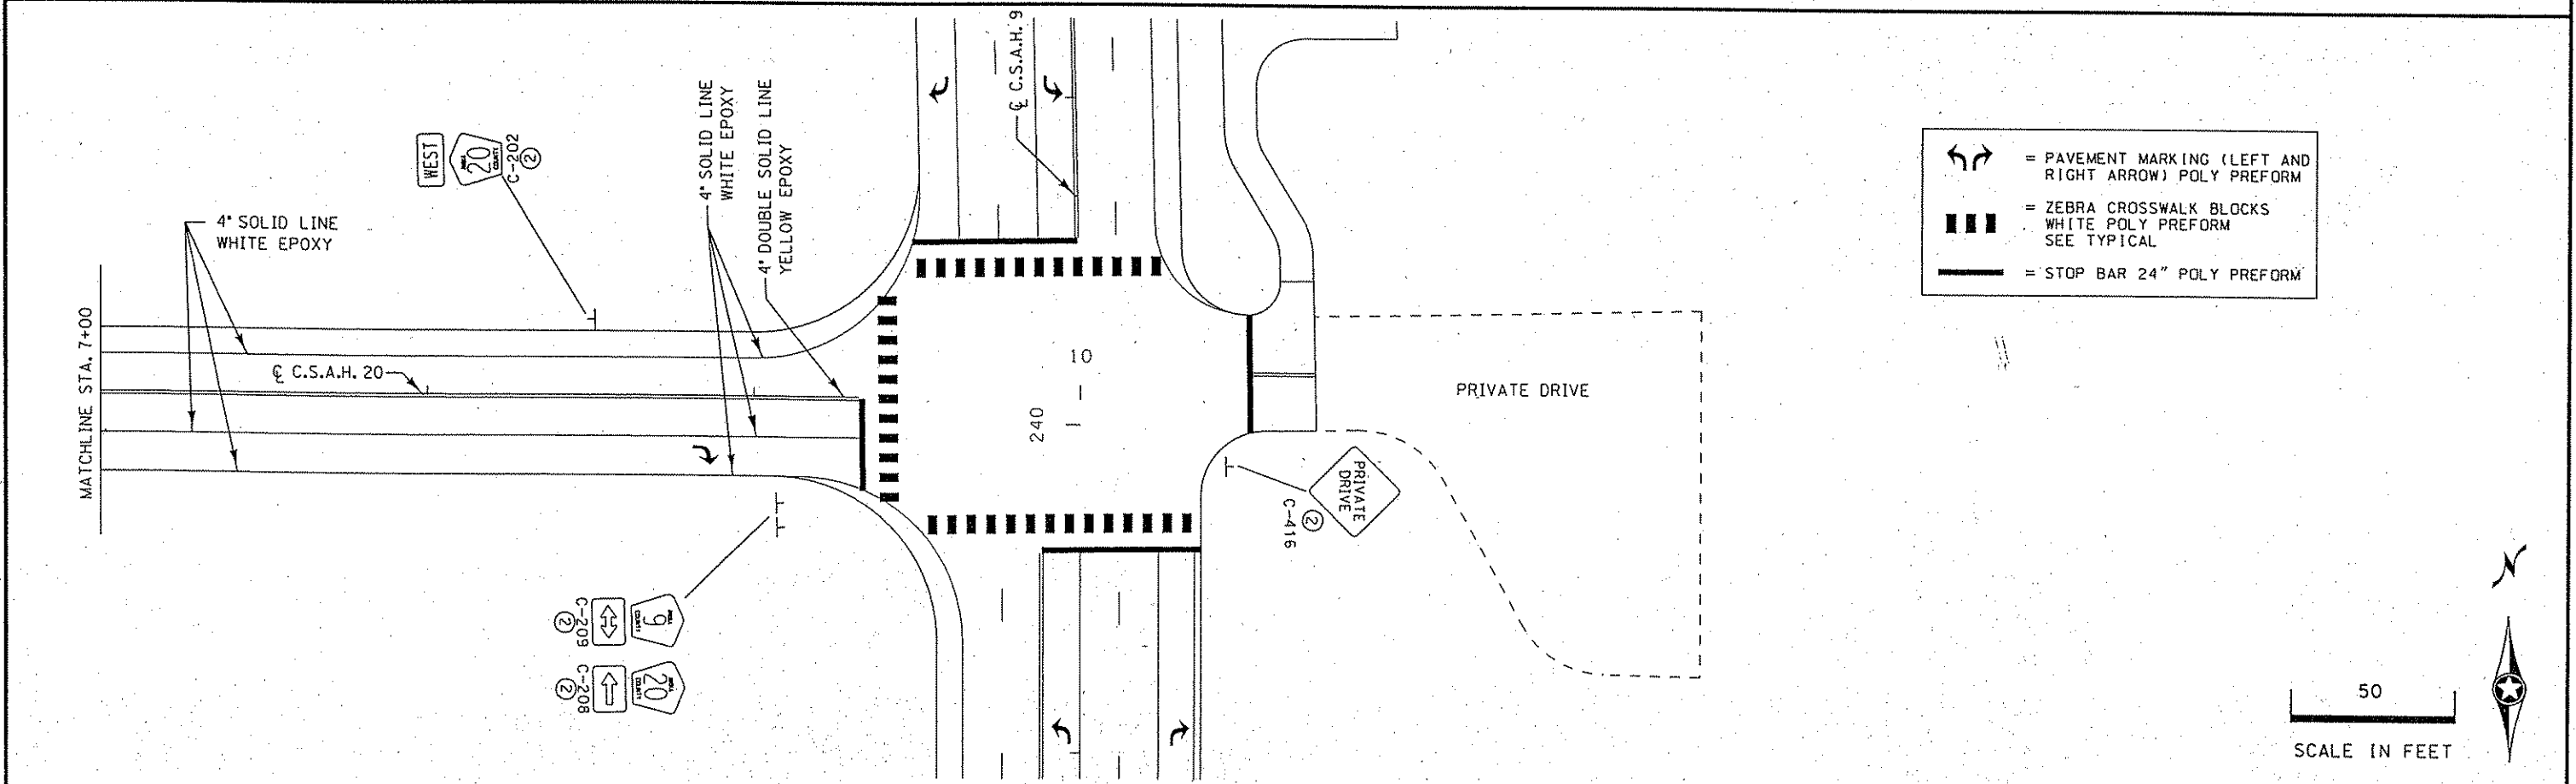 ℄ C.S.A.H. 9
WEST
20
COUNTY
C-202
②
4" SOLID LINE
WHITE EPOXY
4" DOUBLE SOLID LINE
YELLOW EPOXY
4" SOLID LINE
WHITE EPOXY
MATCHLINE STA. 7+00
℄ C.S.A.H. 20
10
240
PRIVATE DRIVE
PRIVATE
DRIVE
C-416
②
9
COUNTY
C-209
②
20
COUNTY
C-208
②
= PAVEMENT MARKING (LEFT AND
RIGHT ARROW) POLY PREFORM
= ZEBRA CROSSWALK BLOCKS
WHITE POLY PREFORM
SEE TYPICAL
= STOP BAR 24" POLY PREFORM
N
50
SCALE IN FEET